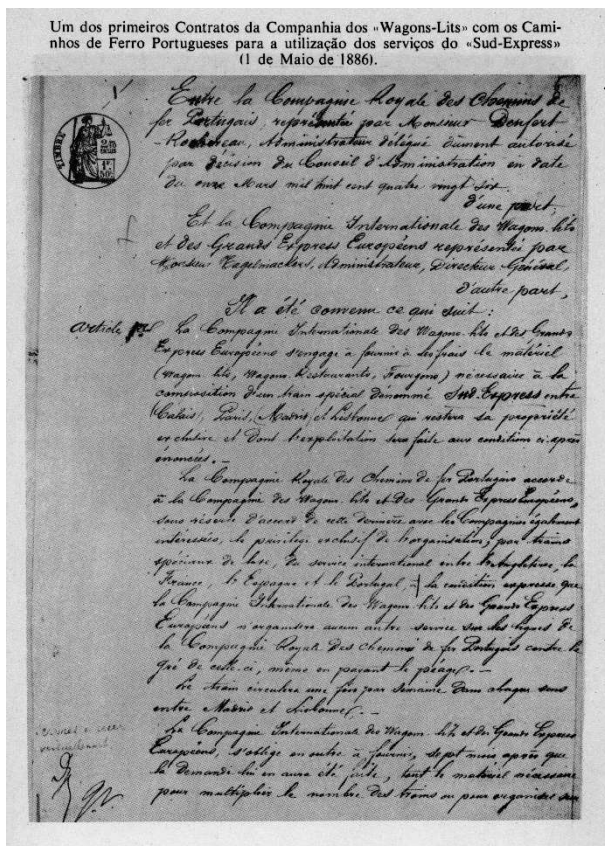 Um dos primeiros Contratos da Companhia dos «Wagons-Lits» com os Cami-
nhos de Ferro Portugueses para a utilização dos serviços do «Sud-Express»
(1 de Maio de 1886).
Entre la Compagnie Royale des Chemins de
fer Portugais, représentée par Monsieur Denfert
Rochereau, Administrateur délégué dûment autorisé
par décision du Conseil d'Administration en date
du onze Mars mil huit cent quatre vingt six.
d'une part,
TIMBRE
Et la Compagnie Internationale des Wagons-lits
et des Grands Express Européens représentée par
Monsieur Nagelmackers, Administrateur, Directeur Général,
d'autre part,
Il a été convenu ce qui suit :
Article 1er La Compagnie Internationale des Wagons-lits et des Grands
Express Européens s'engage à fournir à ses frais le matériel
(Wagons-lits, Wagons-Restaurants, Fourgons) nécessaire à la
composition d'un train spécial dénommé Sud-Express entre
Calais, Paris, Madrid et Lisbonne, qui restera sa propriété
exclusive et dont l'exploitation sera faite aux conditions ci-après
énoncées. -
La Compagnie Royale des Chemins de fer Portugais accorde
à la Compagnie des Wagons-lits et des Grands Express Européens,
sous réserve d'accord de cette dernière avec les Compagnies également
intéressées, le privilège exclusif de l'organisation, par trains
spéciaux de luxe, du service international entre l'Angleterre, la
France, l'Espagne et le Portugal, à la condition expresse que
la Compagnie Internationale des Wagons-lits et des Grands Express
Européens n'organisera aucun autre service sur les lignes de
la Compagnie Royale des Chemins de fer Portugais contre le
gré de celle-ci, même en payant le péage. -
Ce train circulera une fois par semaine dans chaque sens
entre Madrid et Lisbonne. -
La Compagnie Internationale des Wagons-lits et des Grands Express
Européens, s'oblige en outre à fournir, sept mois après que
la demande lui en aura été faite, tout le matériel nécessaire
pour multiplier le nombre des trains ou pour organiser